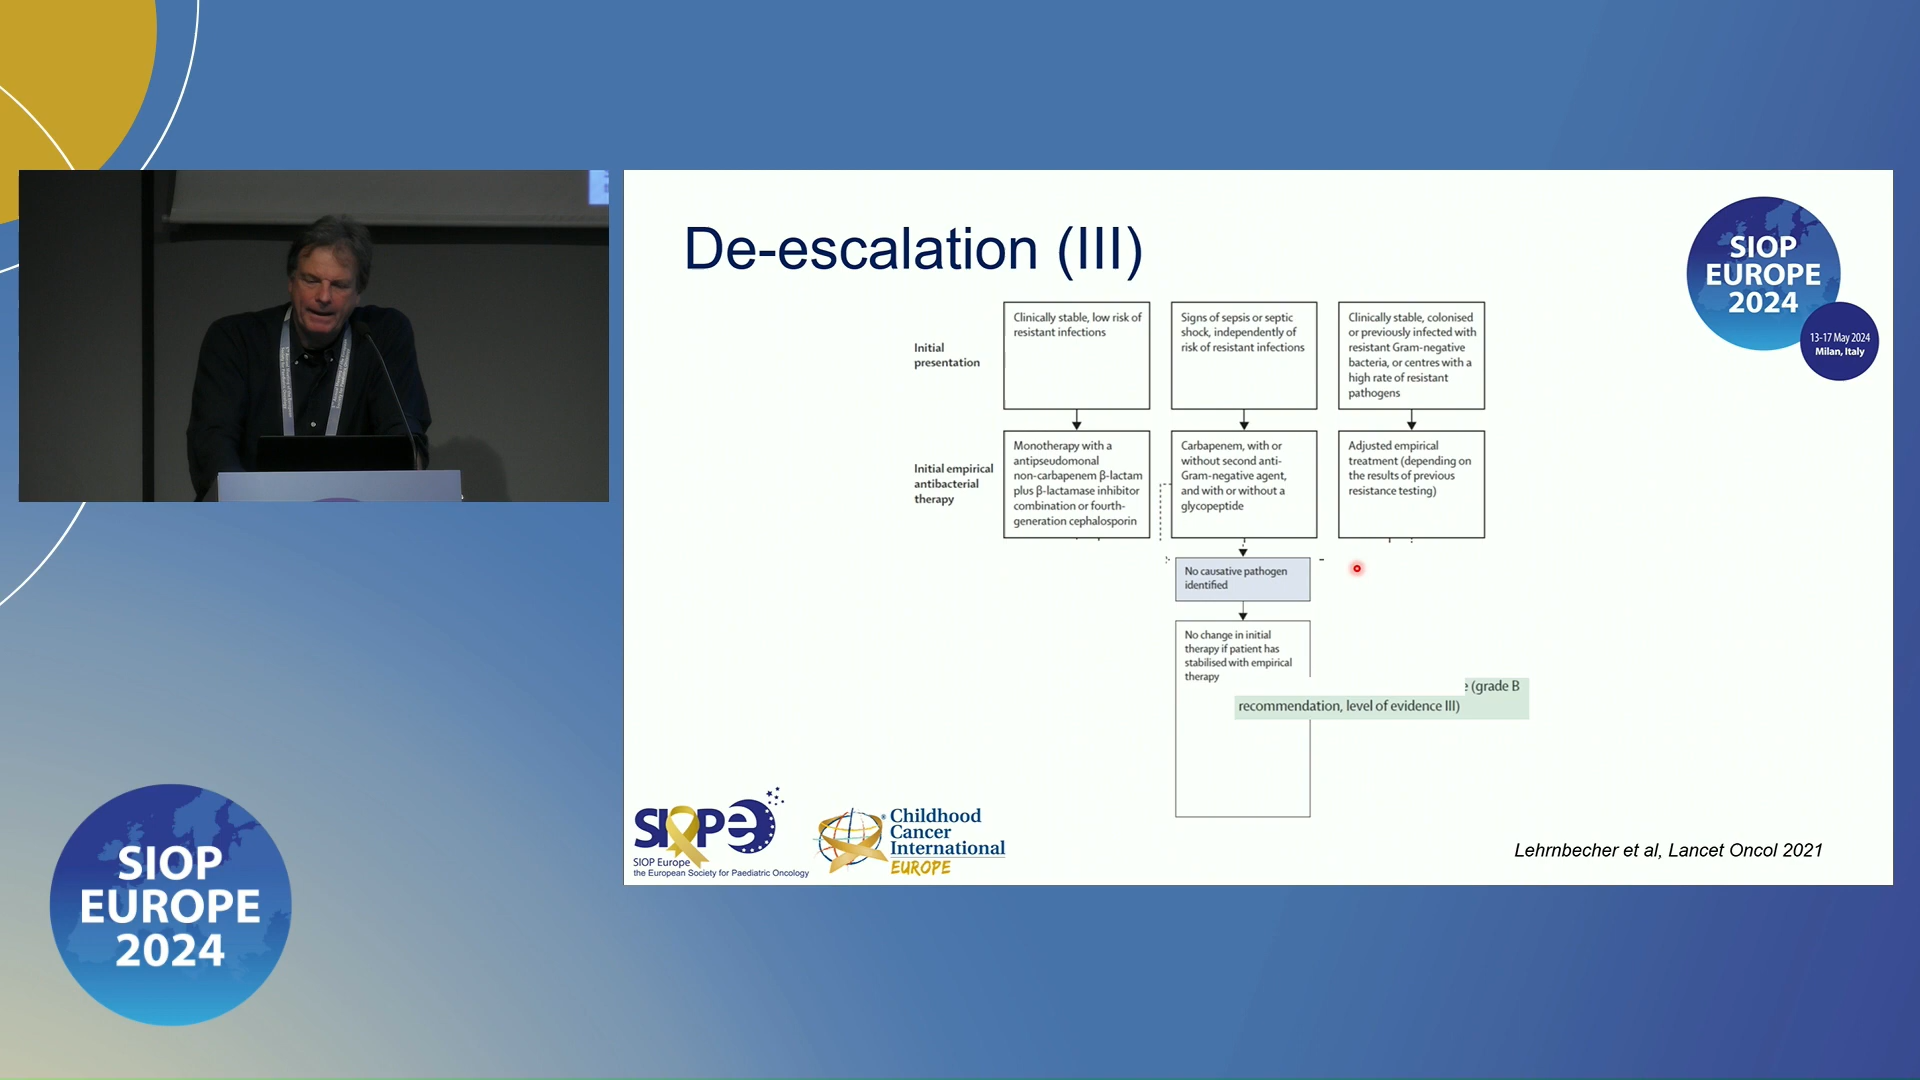 De-escalation (III)
SIOP
EUROPE
2024
13-17 May 2024
Milan, Italy
Initial
presentation
Clinically stable, low risk of
resistant infections
Signs of sepsis or septic
shock, independently of
risk of resistant infections
Clinically stable, colonised
or previously infected with
resistant Gram-negative
bacteria, or centres with a
high rate of resistant
pathogens
Initial empirical
antibacterial
therapy
Monotherapy with a
antipseudomonal
non-carbapenem β-lactam
plus β-lactamase inhibitor
combination or fourth-
generation cephalosporin
Carbapenem, with or
without second anti-
Gram-negative agent,
and with or without a
glycopeptide
Adjusted empirical
treatment (depending on
the results of previous
resistance testing)
No causative pathogen
identified
No change in initial
therapy if patient has
stabilised with empirical
therapy
(grade B
recommendation, level of evidence III)
SIOPe
SIOP Europe
the European Society for Paediatric Oncology
Childhood
Cancer
International
EUROPE
Lehrnbecher et al, Lancet Oncol 2021
SIOP
EUROPE
2024